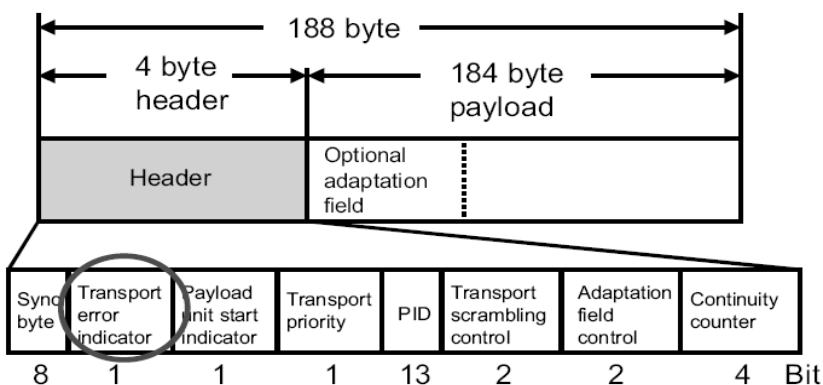 188 byte
4 byte
header
184 byte
payload
Header
Optional
adaptation
field
Sync
byte
Transport
error
indicator
Payload
unit start
indicator
Transport
priority
PID
Transport
scrambling
control
Adaptation
field
control
Continuity
counter
8 1 1 1 13 2 2 4 Bit